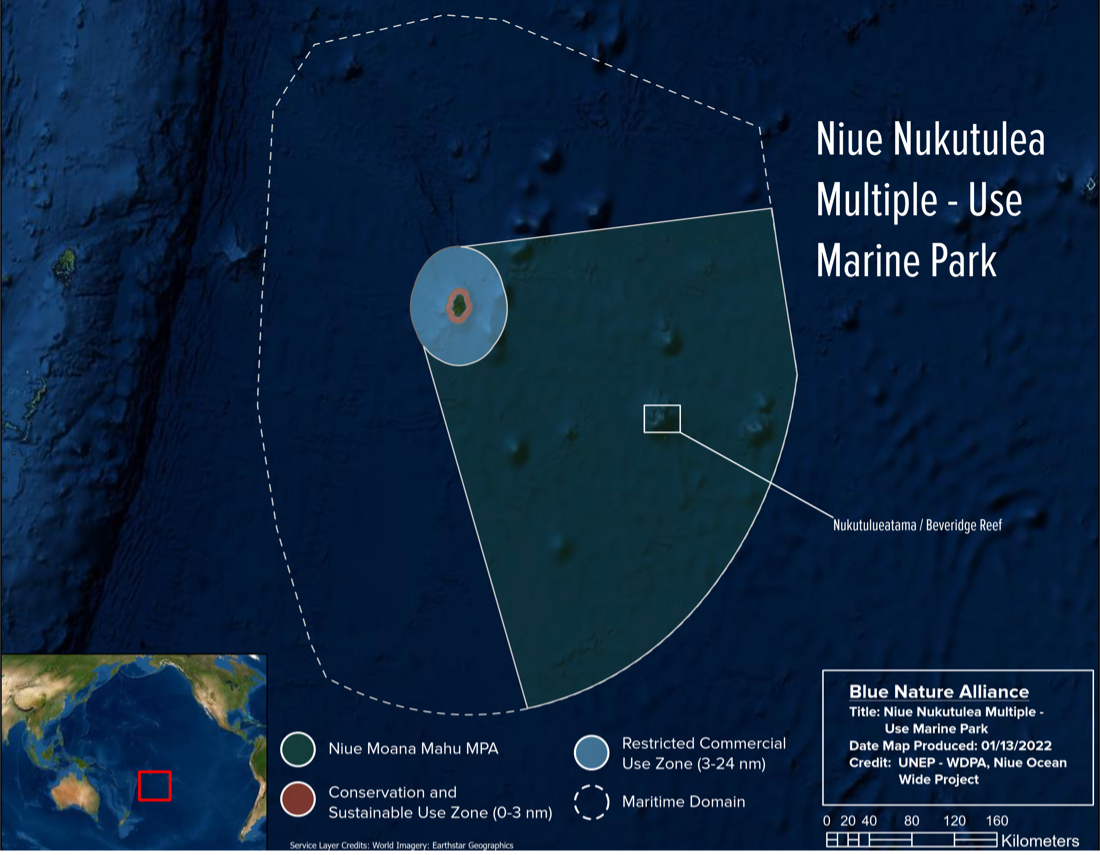 Niue Nukutulea
Multiple - Use
Marine Park
Nukutulueatama / Beveridge Reef
Niue Moana Mahu MPA
Conservation and
Sustainable Use Zone (0-3 nm)
Restricted Commercial
Use Zone (3-24 nm)
Maritime Domain
Service Layer Credits: World Imagery: Earthstar Geographics
Blue Nature Alliance
Title: Niue Nukutulea Multiple -
Use Marine Park
Date Map Produced: 01/13/2022
Credit: UNEP - WDPA, Niue Ocean
Wide Project
0 20 40 80 120 160
Kilometers